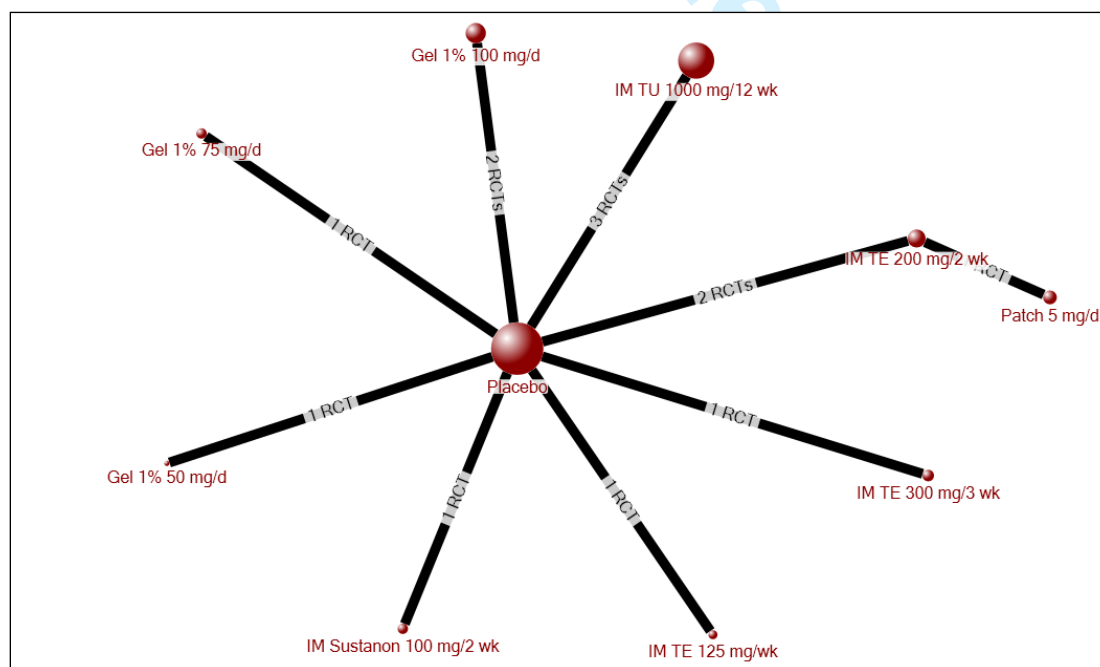 Gel 1% 100 mg/d
IM TU 1000 mg/12 wk
Gel 1% 75 mg/d
2 RCTs
3 RCTs
1 RCT
IM TE 200 mg/2 wk
2 RCTs
Patch 5 mg/d
Placebo
1 RCT
1 RCT
Gel 1% 50 mg/d
IM TE 300 mg/3 wk
1 RCT
1 RCT
IM Sustanon 100 mg/2 wk
IM TE 125 mg/wk